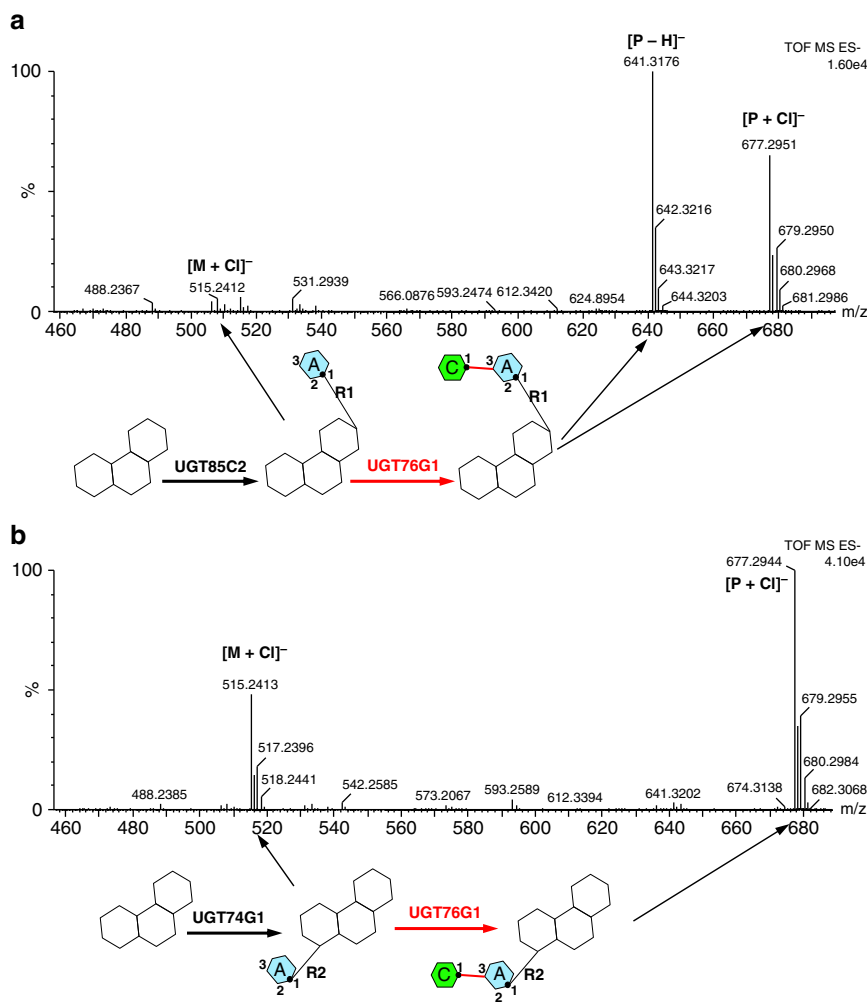 a
[P – H]–
641.3176
TOF MS ES-
1.60e4
100
[P + Cl]–
677.2951
%
642.3216
679.2950
[M + Cl]–
515.2412
488.2367
531.2939
566.0876
593.2474
612.3420
624.8954
643.3217
644.3203
680.2968
681.2986
0
460 480 500 520 540 560 580 600 620 640 660 680 m/z
3 A 1
2
R1
C 1 3 A 1
2
R1
UGT85C2
UGT76G1
b
TOF MS ES-
4.10e4
100
677.2944
[P + Cl]–
[M + Cl]–
515.2413
%
679.2955
517.2396
518.2441
488.2385
542.2585
573.2067
593.2589
612.3394
641.3202
674.3138
680.2984
682.3068
0
460 480 500 520 540 560 580 600 620 640 660 680 m/z
UGT74G1
UGT76G1
3 A 1
2
R2
C 1 3 A 1
2
R2